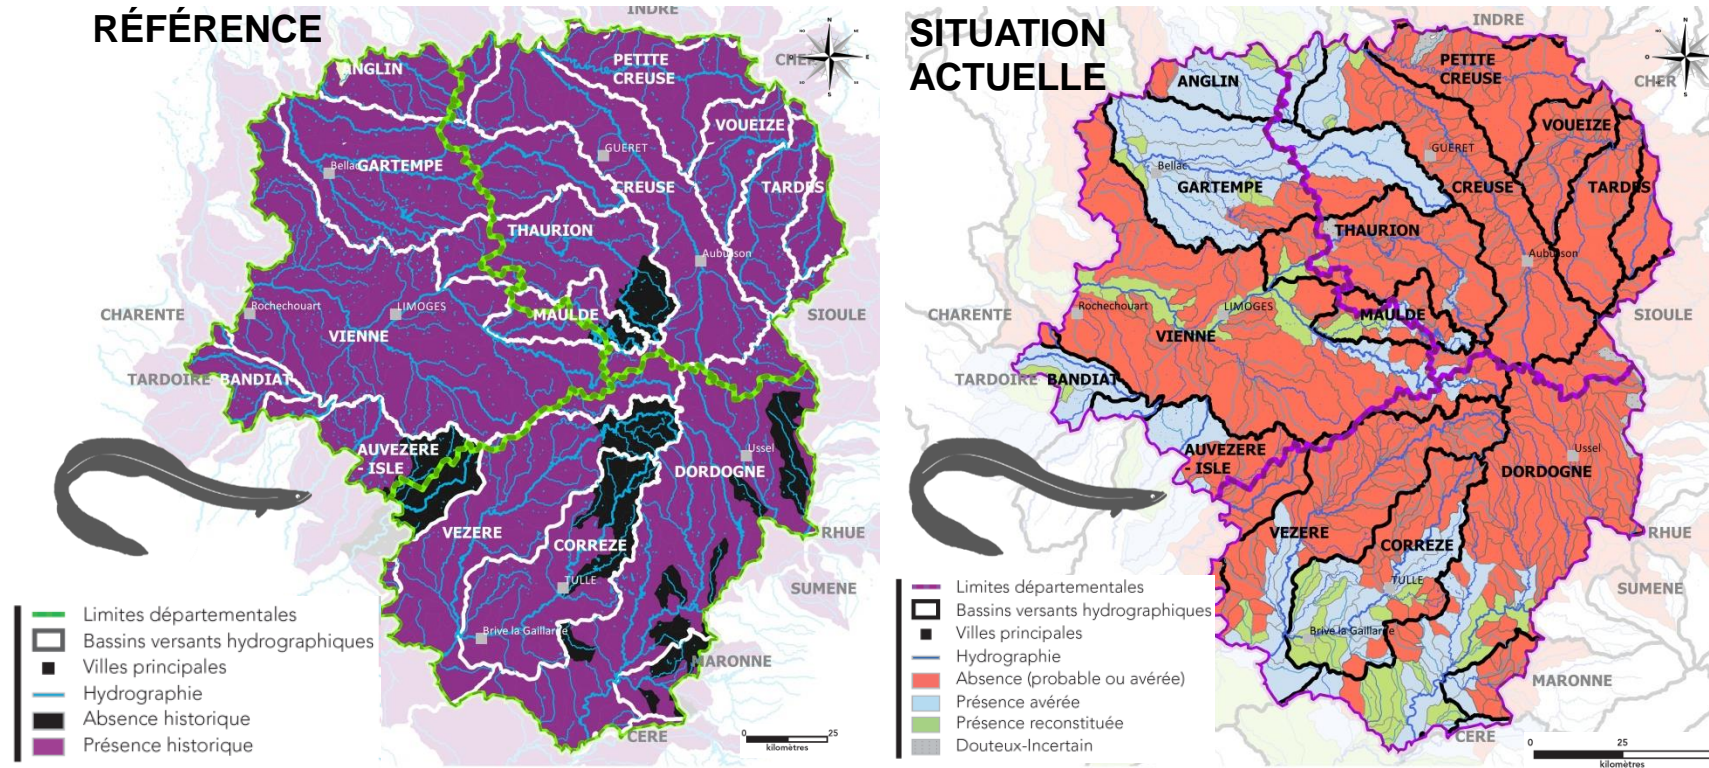 RÉFÉRENCE
INDRE
CHER
ANGLIN
PETITE
CREUSE
VOUEIZE
GUERET
Bellac
GARTEMPE
CREUSE
TARDES
THAURION
Aubusson
Rochechouart
LIMOGES
CHARENTE
MAULDE
SIOULE
VIENNE
TARDOIRE
BANDIAT
AUVEZERE
- ISLE
Ussel
DORDOGNE
VEZERE
CORREZE
RHUE
TULLE
SUMENE
Brive la Gaillarde
MARONNE
CERE
Limites départementales
Bassins versants hydrographiques
Villes principales
Hydrographie
Absence historique
Présence historique
0 25
kilomètres
SITUATION
ACTUELLE
INDRE
N
O E
S
CHER
ANGLIN
PETITE
CREUSE
VOUEIZE
GUERET
Bellac
GARTEMPE
CREUSE
TARDES
THAURION
Aubusson
Rochechouart
LIMOGES
CHARENTE
MAULDE
SIOULE
VIENNE
TARDOIRE
BANDIAT
AUVEZERE
- ISLE
Ussel
DORDOGNE
VEZERE
CORREZE
RHUE
TULLE
SUMENE
Brive la Gaillarde
MARONNE
CERE
Limites départementales
Bassins versants hydrographiques
Villes principales
Hydrographie
Absence (probable ou avérée)
Présence avérée
Présence reconstituée
Douteux-Incertain
0 25
kilomètres